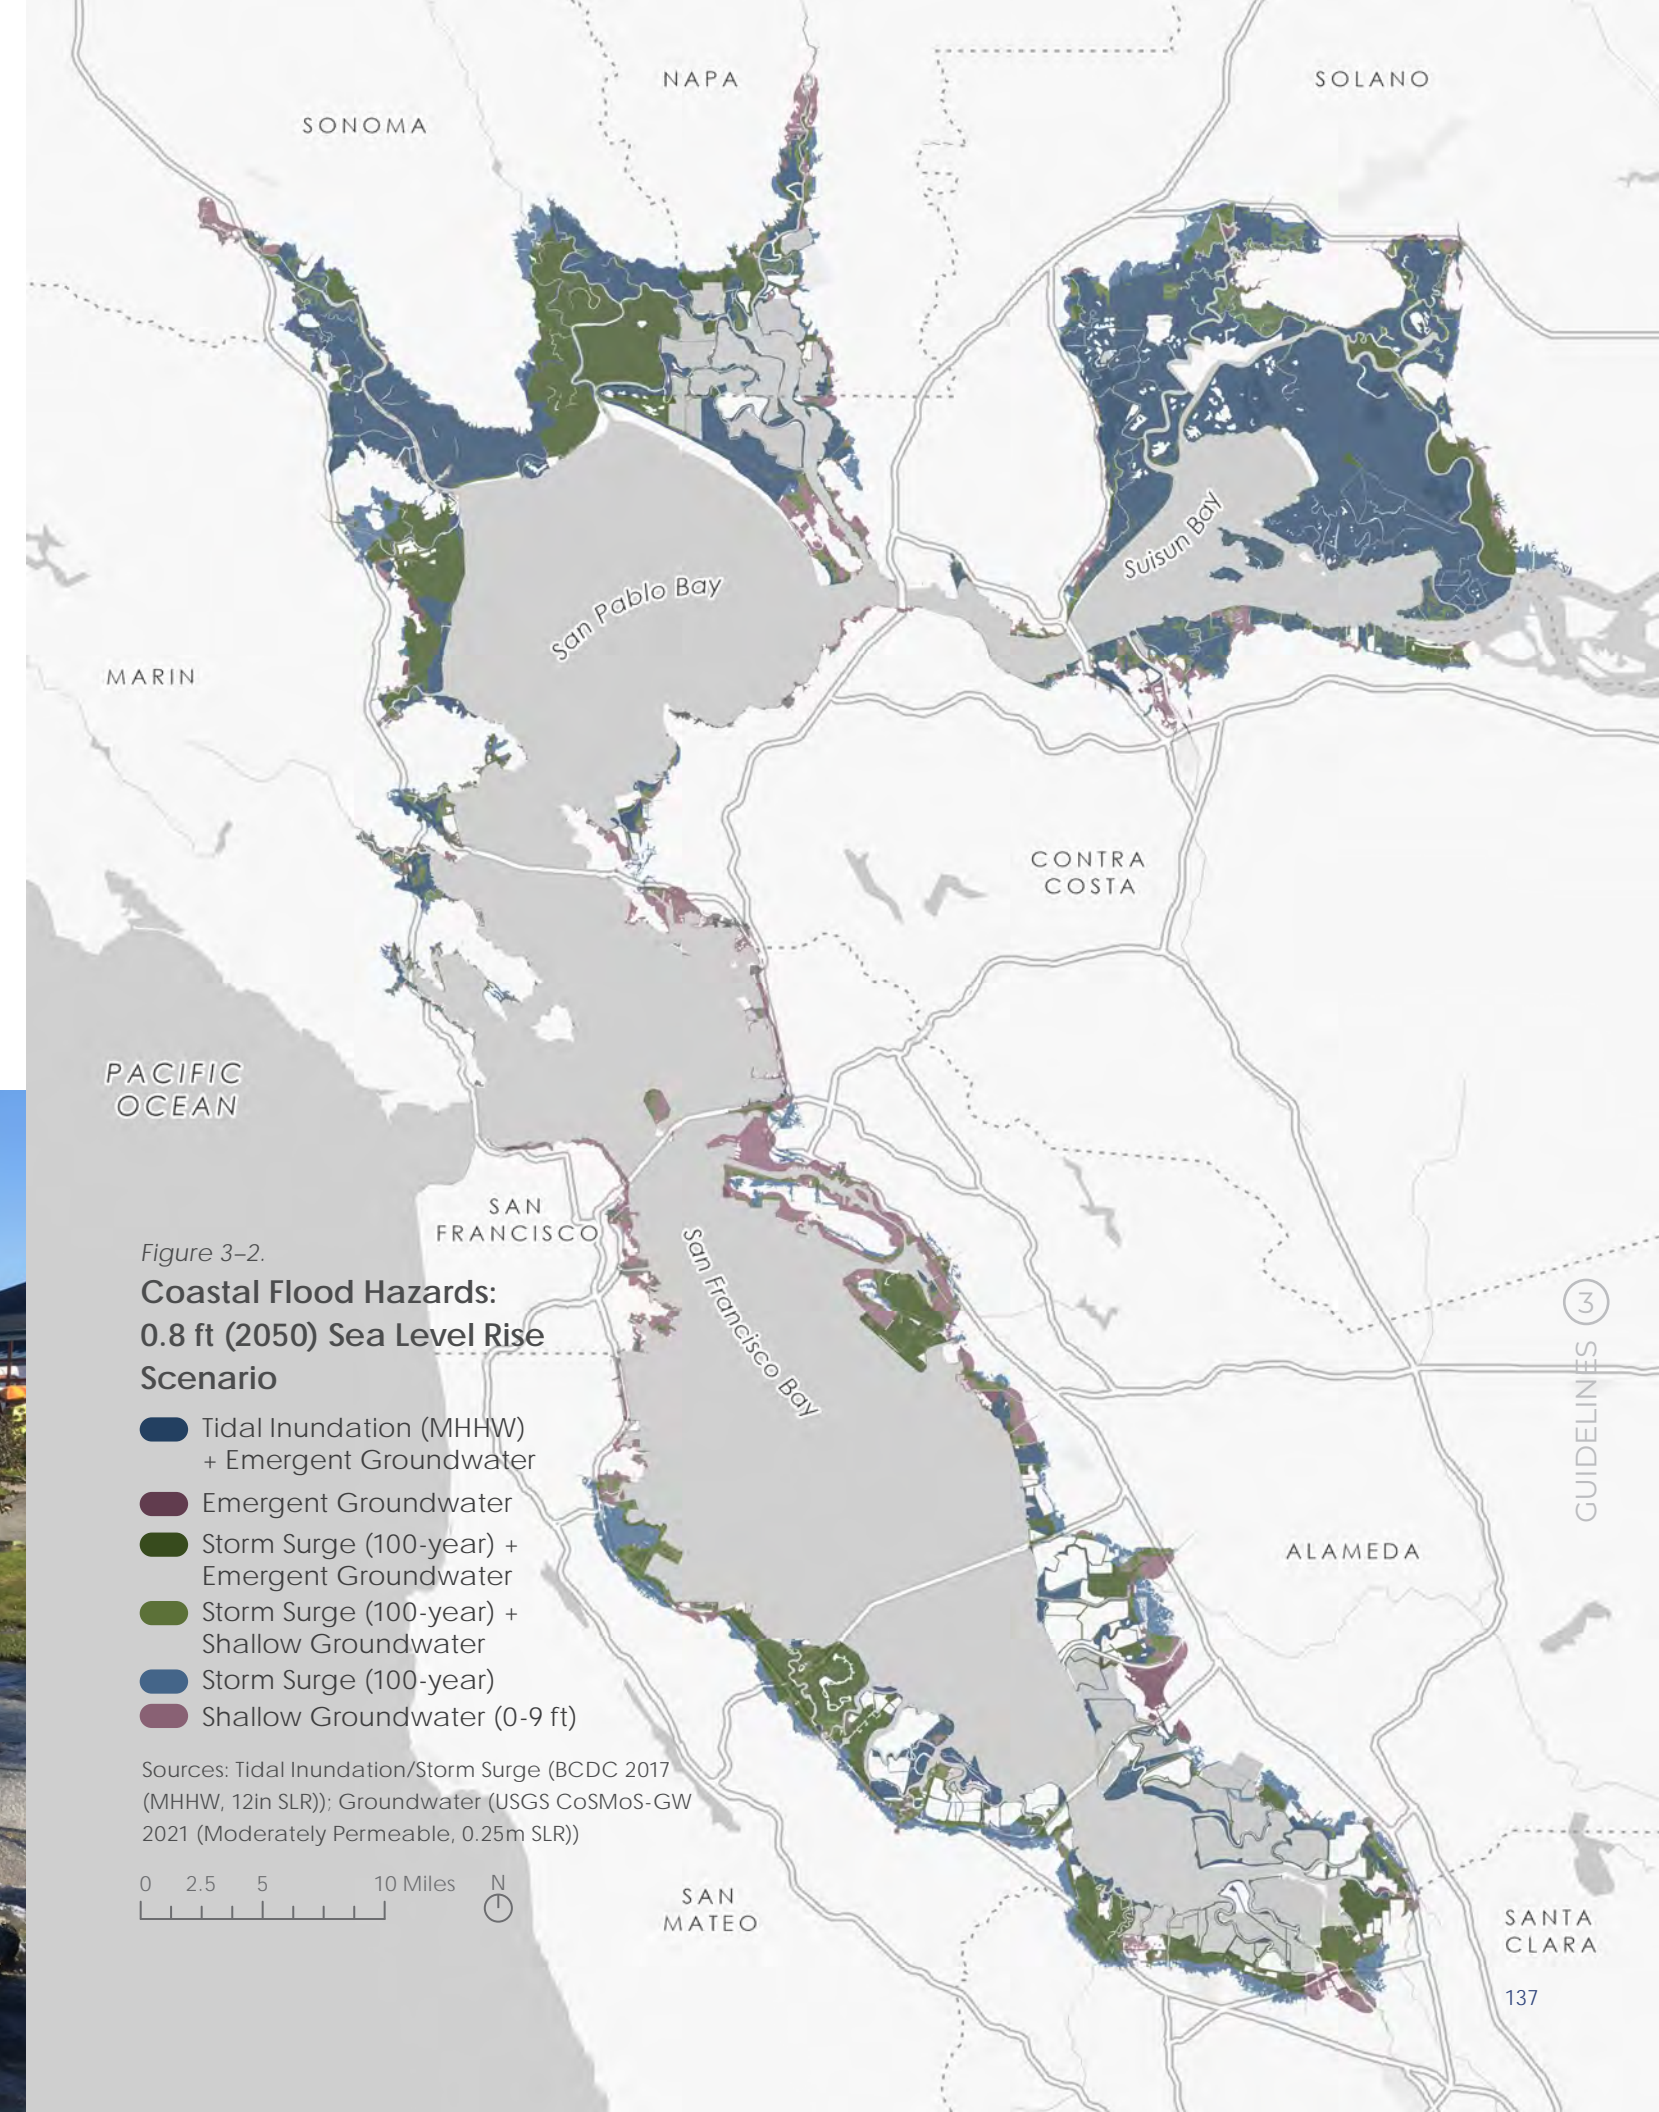 NAPA
SOLANO
SONOMA
Suisun Bay
San Pablo Bay
MARIN
CONTRA
COSTA
PACIFIC
OCEAN
SAN
FRANCISCO
San Francisco Bay
Figure 3–2.
Coastal Flood Hazards:
0.8 ft (2050) Sea Level Rise
Scenario
Tidal Inundation (MHHW)
+ Emergent Groundwater
Emergent Groundwater
Storm Surge (100-year) +
Emergent Groundwater
Storm Surge (100-year) +
Shallow Groundwater
Storm Surge (100-year)
Shallow Groundwater (0-9 ft)
Sources: Tidal Inundation/Storm Surge (BCDC 2017
(MHHW, 12in SLR)); Groundwater (USGS CoSMoS-GW
2021 (Moderately Permeable, 0.25m SLR))
0 2.5 5 10 Miles N
ALAMEDA
SAN
MATEO
SANTA
CLARA
GUIDELINES 3
137